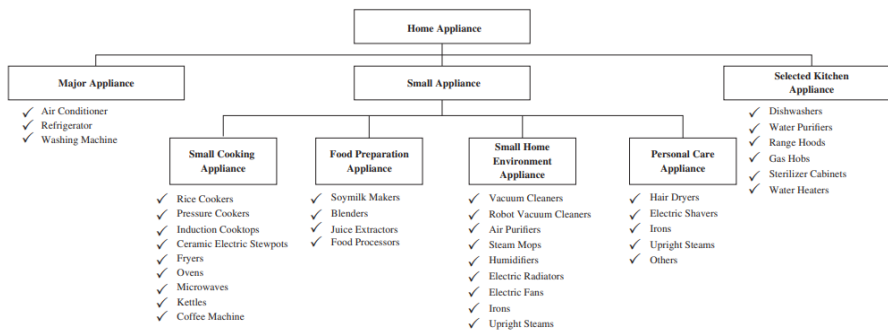 Home Appliance
Major Appliance
Air Conditioner
Refrigerator
Washing Machine
Small Appliance
Small Cooking
Appliance
Rice Cookers
Pressure Cookers
Induction Cooktops
Ceramic Electric Stewpots
Fryers
Ovens
Microwaves
Kettles
Coffee Machine
Food Preparation
Appliance
Soymilk Makers
Blenders
Juice Extractors
Food Processors
Small Home
Environment
Appliance
Vacuum Cleaners
Robot Vacuum Cleaners
Air Purifiers
Steam Mops
Humidifiers
Electric Radiators
Electric Fans
Irons
Upright Steams
Personal Care
Appliance
Hair Dryers
Electric Shavers
Irons
Upright Steams
Others
Selected Kitchen
Appliance
Dishwashers
Water Purifiers
Range Hoods
Gas Hobs
Sterilizer Cabinets
Water Heaters